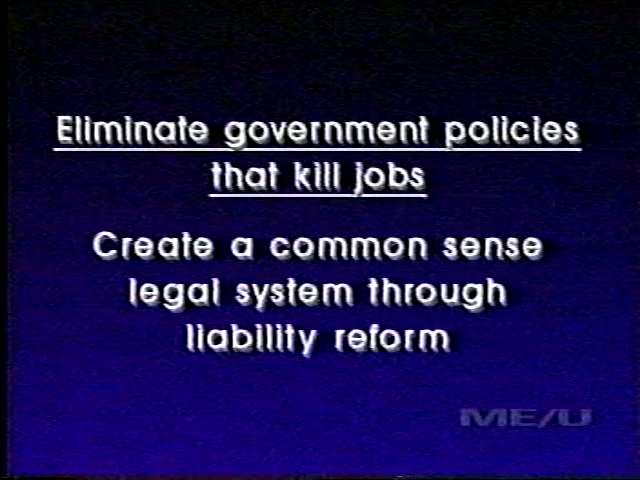 Eliminate government policies
that kill jobs
Create a common sense
legal system through
liability reform
ME/U